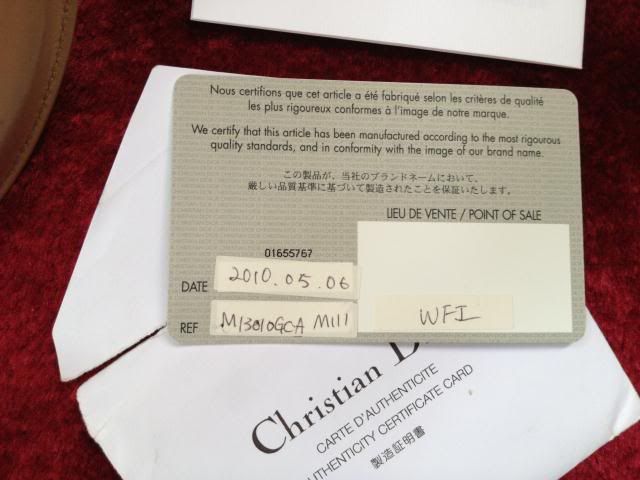 Nous certifions que cet article a été fabriqué selon les critères de qualité
les plus rigoureux conformes à l'image de notre marque.
We certify that this article has been manufactured according to the most rigourous
quality standards, and in conformity with the image of our brand name.
この製品が、当社のブランドネームにおいて、
厳しい品質基準に基づいて製造されたことを保証いたします。
LIEU DE VENTE / POINT OF SALE
01655767
DATE 2010.05.06
REF M13010GCA M111
WFI
Christian D
CARTE D'AUTHENTICITE
AUTHENTICITY CERTIFICATE CARD
製造証明書